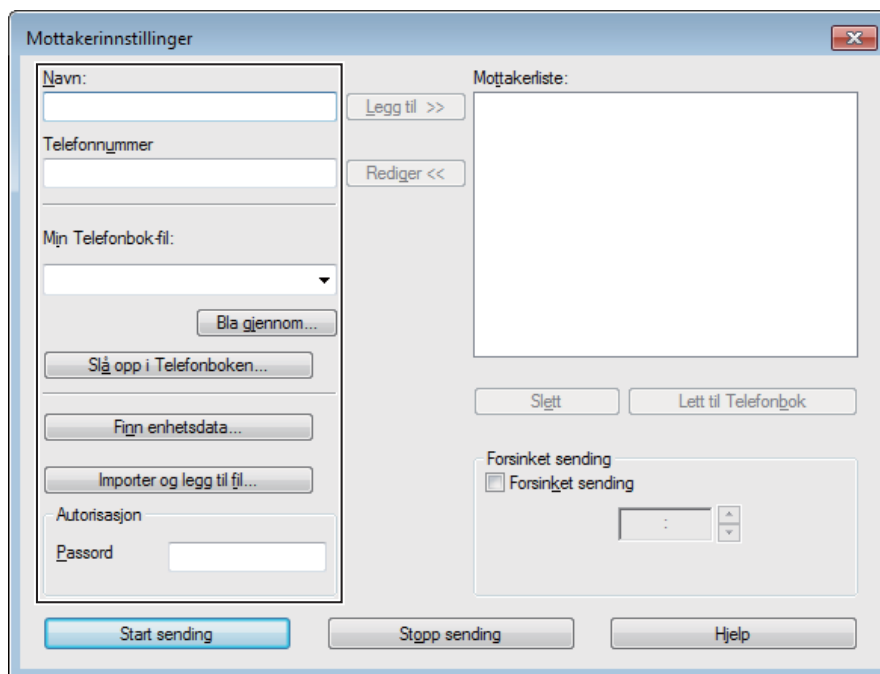 Mottakerinnstillinger
Navn:
Telefonnummer
Min Telefonbok-fil:
Bla gjennom...
Slå opp i Telefonboken...
Finn enhetsdata...
Importer og legg til fil...
Autorisasjon
Passord
Legg til >>
Rediger <<
Mottakerliste:
Slett
Lett til Telefonbok
Forsinket sending
Forsinket sending
:
Start sending
Stopp sending
Hjelp